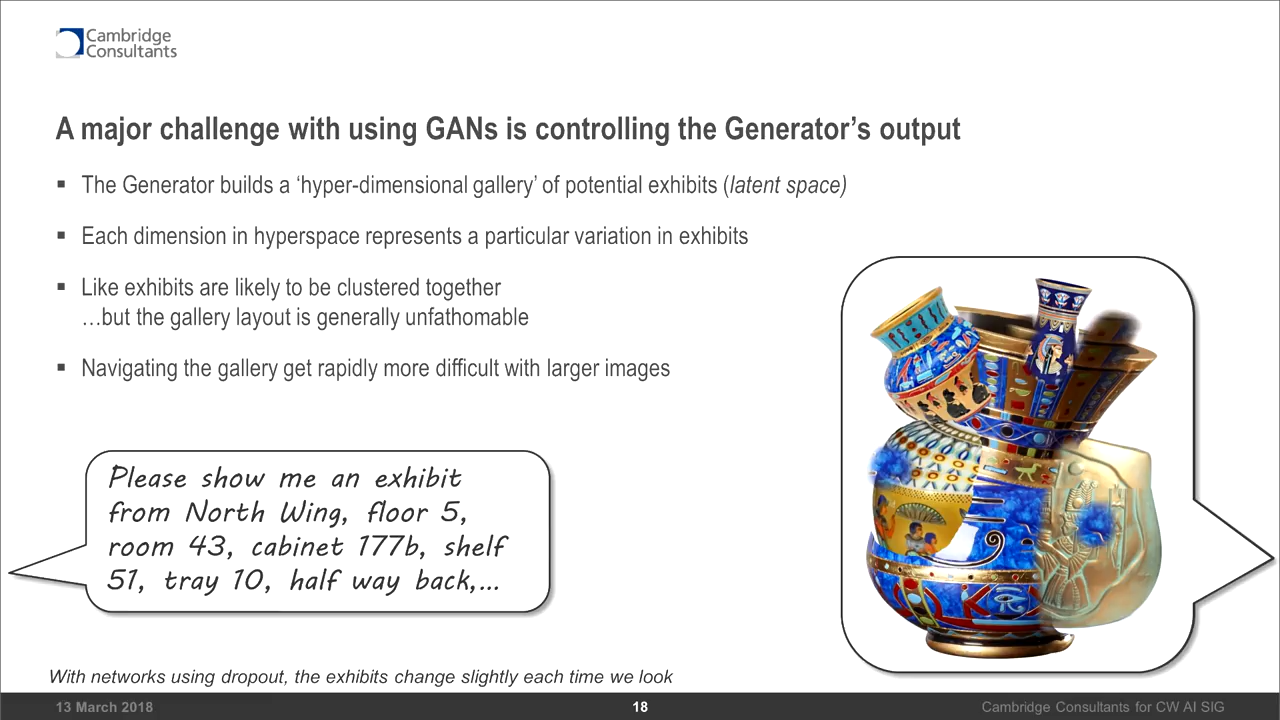 Cambridge
Consultants
A major challenge with using GANs is controlling the Generator’s output
▪ The Generator builds a ‘hyper-dimensional gallery’ of potential exhibits (latent space)
▪ Each dimension in hyperspace represents a particular variation in exhibits
▪ Like exhibits are likely to be clustered together
…but the gallery layout is generally unfathomable
▪ Navigating the gallery get rapidly more difficult with larger images
Please show me an exhibit
from North Wing, floor 5,
room 43, cabinet 177b, shelf
51, tray 10, half way back,...
With networks using dropout, the exhibits change slightly each time we look
13 March 2018
18
Cambridge Consultants for CW AI SIG